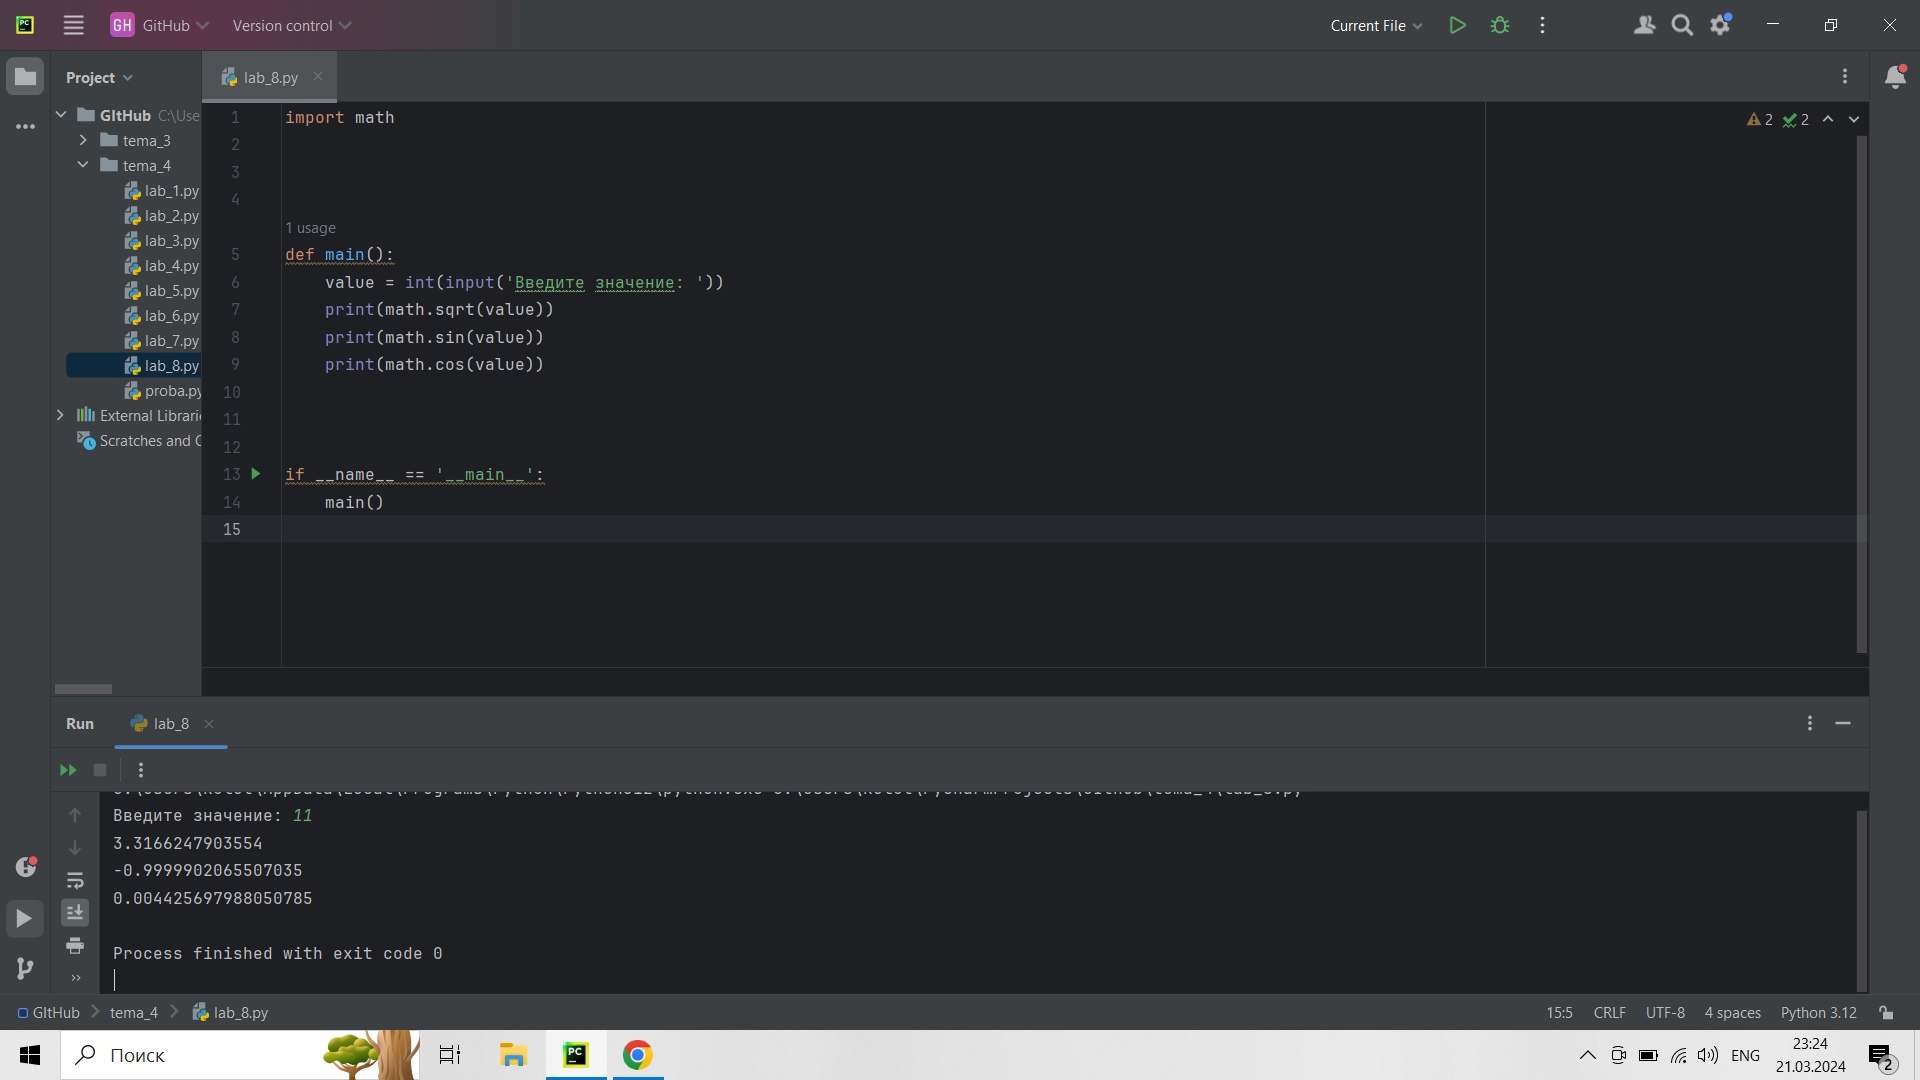 GH GitHub Version control Current File
Project
lab_8.py
GItHub C:\Use
tema_3
tema_4
lab_1.py
lab_2.py
lab_3.py
lab_4.py
lab_5.py
lab_6.py
lab_7.py
lab_8.py
proba.py
External Librari
Scratches and C
2 2
1 import math
2
3
4
1 usage
5 def main():
6 value = int(input('Введите значение: '))
7 print(math.sqrt(value))
8 print(math.sin(value))
9 print(math.cos(value))
10
11
12
13 if __name__ == '__main__':
14 main()
15
Run lab_8
Введите значение: 11
3.3166247903554
-0.9999902065507035
0.004425697988050785
Process finished with exit code 0
GItHub tema_4 lab_8.py 15:5 CRLF UTF-8 4 spaces Python 3.12
Поиск
PC
ENG
23:24
21.03.2024
2